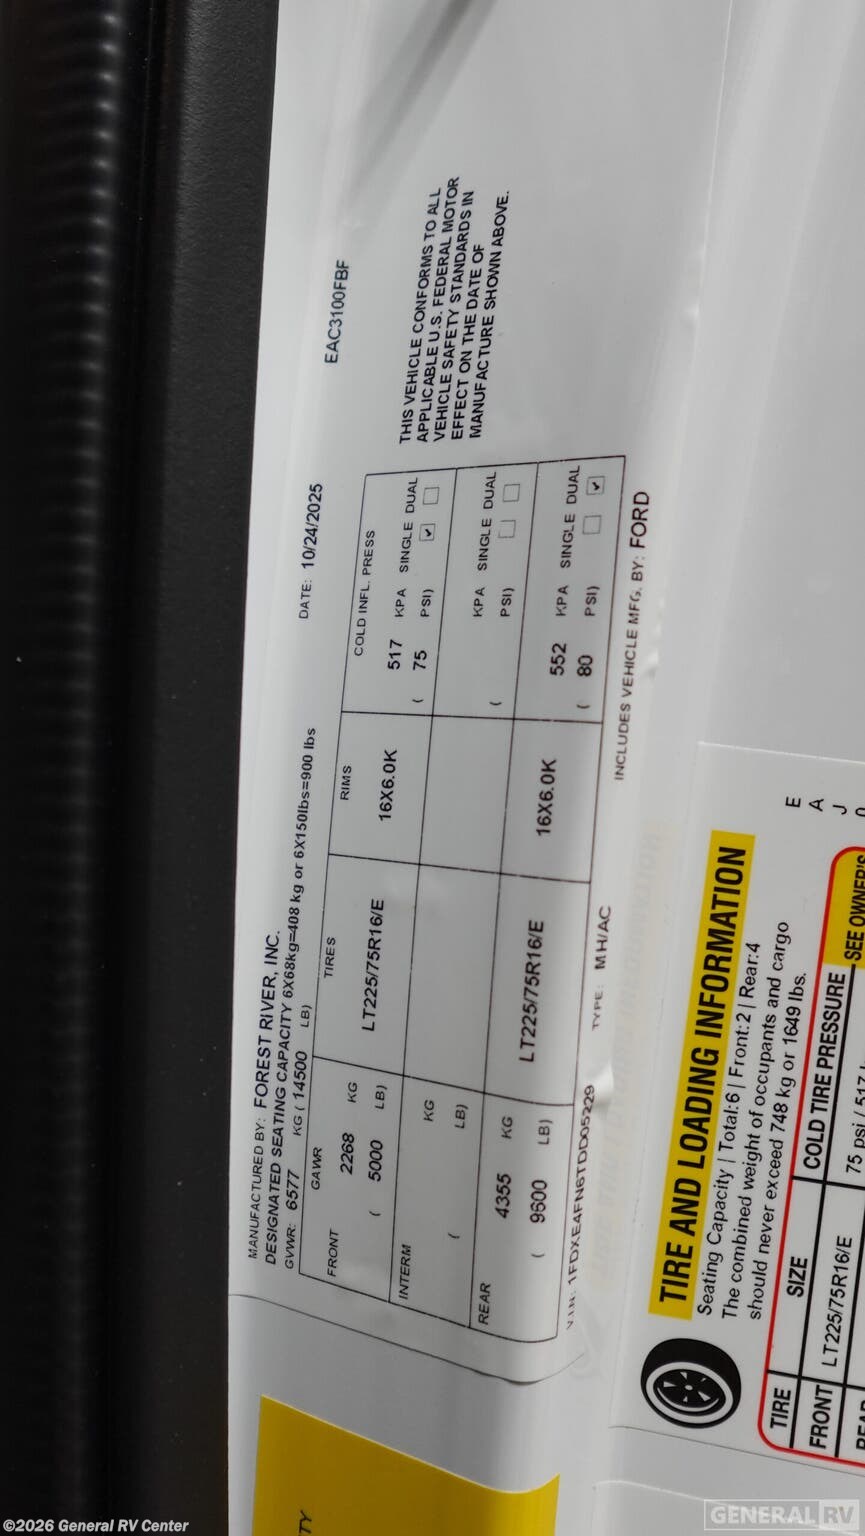 MANUFACTURED BY: FOREST RIVER, INC.
DESIGNATED SEATING CAPACITY 6X68kg=408 kg or 6X150lbs=900 lbs
GVWR: 6577 KG ( 14500 LB) DATE: 10/24/2025 EAC3100FBF
GAWR TIRES RIMS COLD INFL. PRESS
FRONT 2268 KG LT225/75R16/E 16X6.0K 517 KPA SINGLE DUAL
( 5000 LB) ( 75 PSI)
INTERM KG KPA SINGLE DUAL
( LB) ( PSI)
REAR 4355 KG LT225/75R16/E 16X6.0K 552 KPA SINGLE DUAL
( 9600 LB) ( 80 PSI)
THIS VEHICLE CONFORMS TO ALL
APPLICABLE U.S. FEDERAL MOTOR
VEHICLE SAFETY STANDARDS IN
EFFECT ON THE DATE OF
MANUFACTURE SHOWN ABOVE.
V.I.N.: 1FDXE4FN6TDD05229 TYPE: MH/AC INCLUDES VEHICLE MFG. BY: FORD
TIRE AND LOADING INFORMATION
Seating Capacity | Total:6 | Front:2 | Rear:4
The combined weight of occupants and cargo
should never exceed 748 kg or 1649 lbs.
TIRE SIZE COLD TIRE PRESSURE SEE OWNER'S
FRONT LT225/75R16/E 75 psi / 517
E
A
J
TY
©2026 General RV Center
GENERAL RV